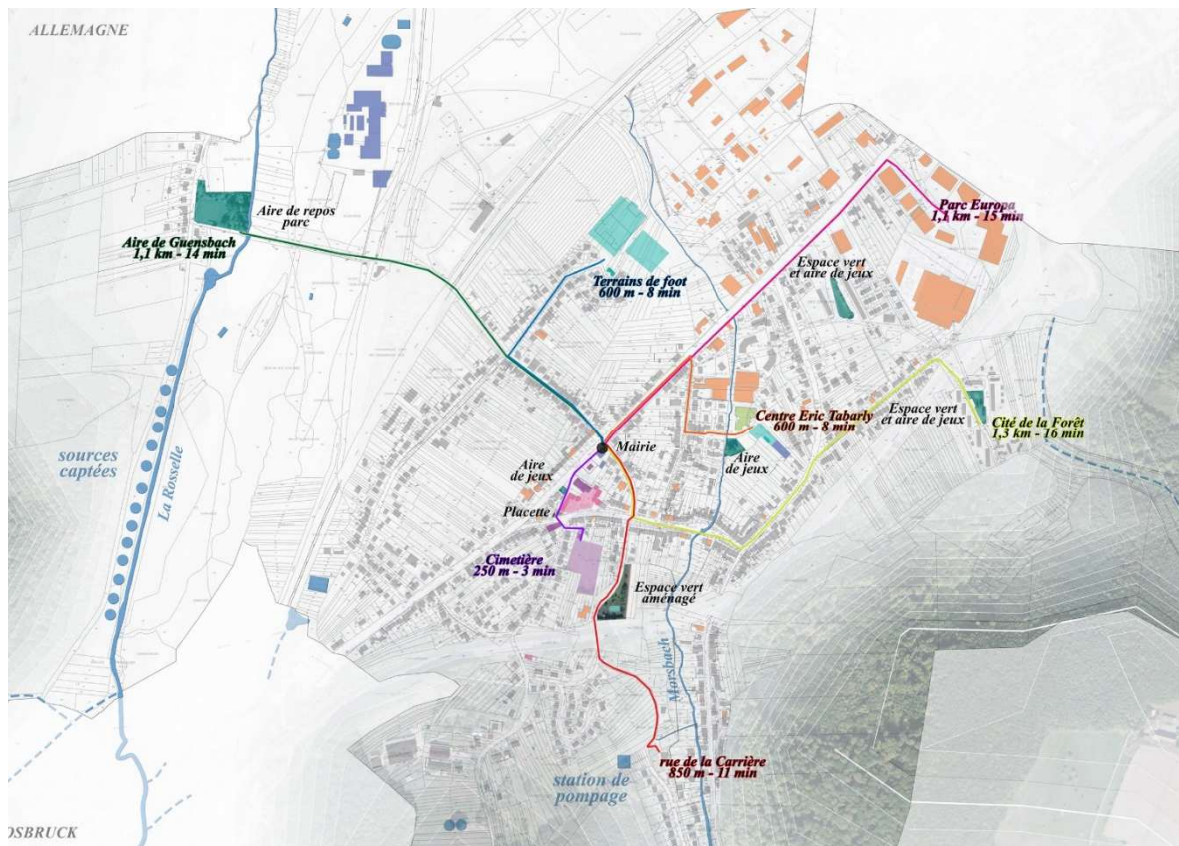 ALLEMAGNE
Aire de repos
parc
Aire de Guensbach
1,1 km - 14 min
Parc Europa
1,1 km - 15 min
Terrains de foot
600 m - 8 min
Espace vert
et aire de jeux
Centre Eric Tabarly
600 m - 8 min
Espace vert
et aire de jeux
Cité de la Forêt
1,3 km - 16 min
Mairie
Aire
de jeux
Aire
de jeux
sources
captées
La Rosselle
Placette
Cimetière
250 m - 3 min
Espace vert
aménagé
Marsbach
rue de la Carrière
850 m - 11 min
station de
pompage
OSBRUCK